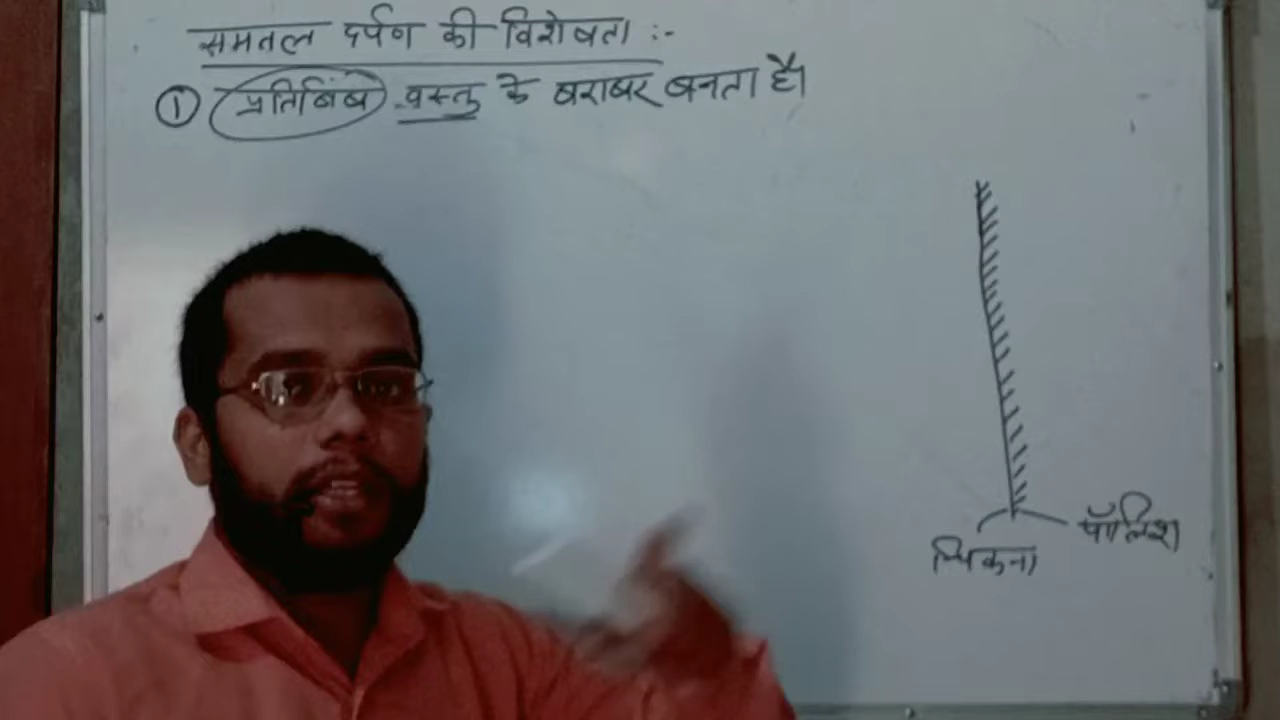 समतल दर्पण की विशेषता :-
① प्रतिबिंब वस्तु के बराबर बनता है।
पॉलिश
चिकना